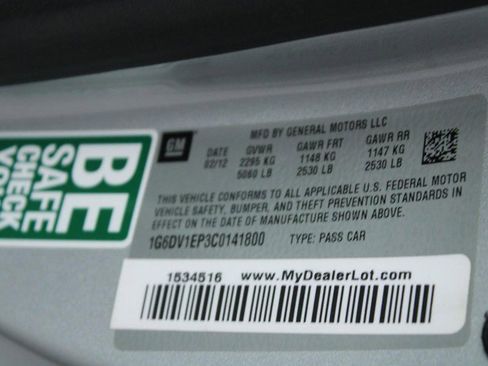 BE
SAFE
CHECK
YOUR
MFD BY GENERAL MOTORS LLC
GM
DATE GVWR GAWR FRT GAWR RR
02/12 2295 KG 1148 KG 1147 KG
5060 LB 2530 LB 2530 LB
THIS VEHICLE CONFORMS TO ALL APPLICABLE U.S. FEDERAL MOTOR
VEHICLE SAFETY, BUMPER, AND THEFT PREVENTION STANDARDS IN
EFFECT ON THE DATE OF MANUFACTURE SHOWN ABOVE.
1G6DV1EP3C0141800 TYPE: PASS CAR
1534516 www.MyDealerLot.com